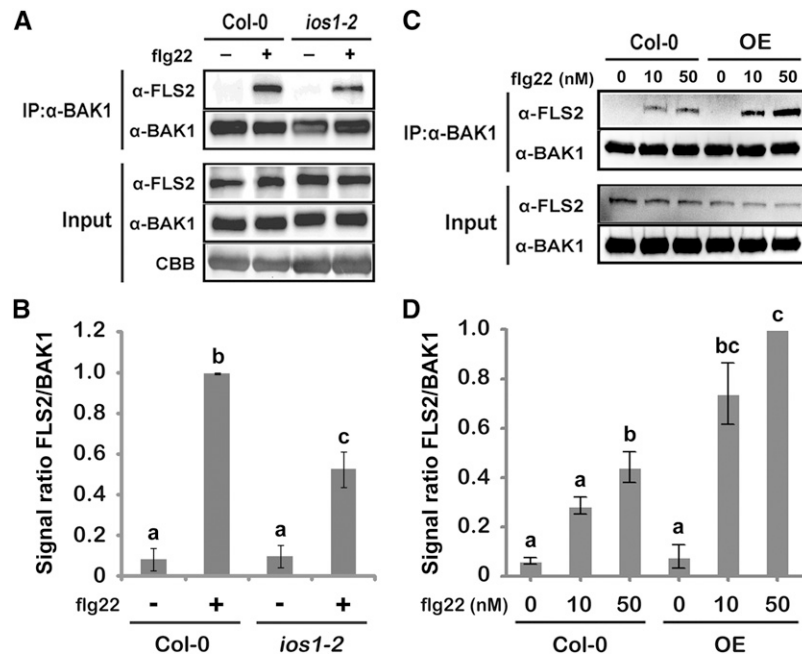 A
Col-0 ios1-2
flg22 – + – +
IP:α-BAK1
α-FLS2
α-BAK1
Input
α-FLS2
α-BAK1
CBB
B
Signal ratio FLS2/BAK1
1.2
1.0
0.8
0.6
0.4
0.2
0
a b a c
flg22 - + - +
Col-0 ios1-2
C
Col-0 OE
flg22 (nM) 0 10 50 0 10 50
IP:α-BAK1
α-FLS2
α-BAK1
Input
α-FLS2
α-BAK1
D
Signal ratio FLS2/BAK1
1.0
0.8
0.6
0.4
0.2
0
a a b a bc c
flg22 (nM) 0 10 50 0 10 50
Col-0 OE